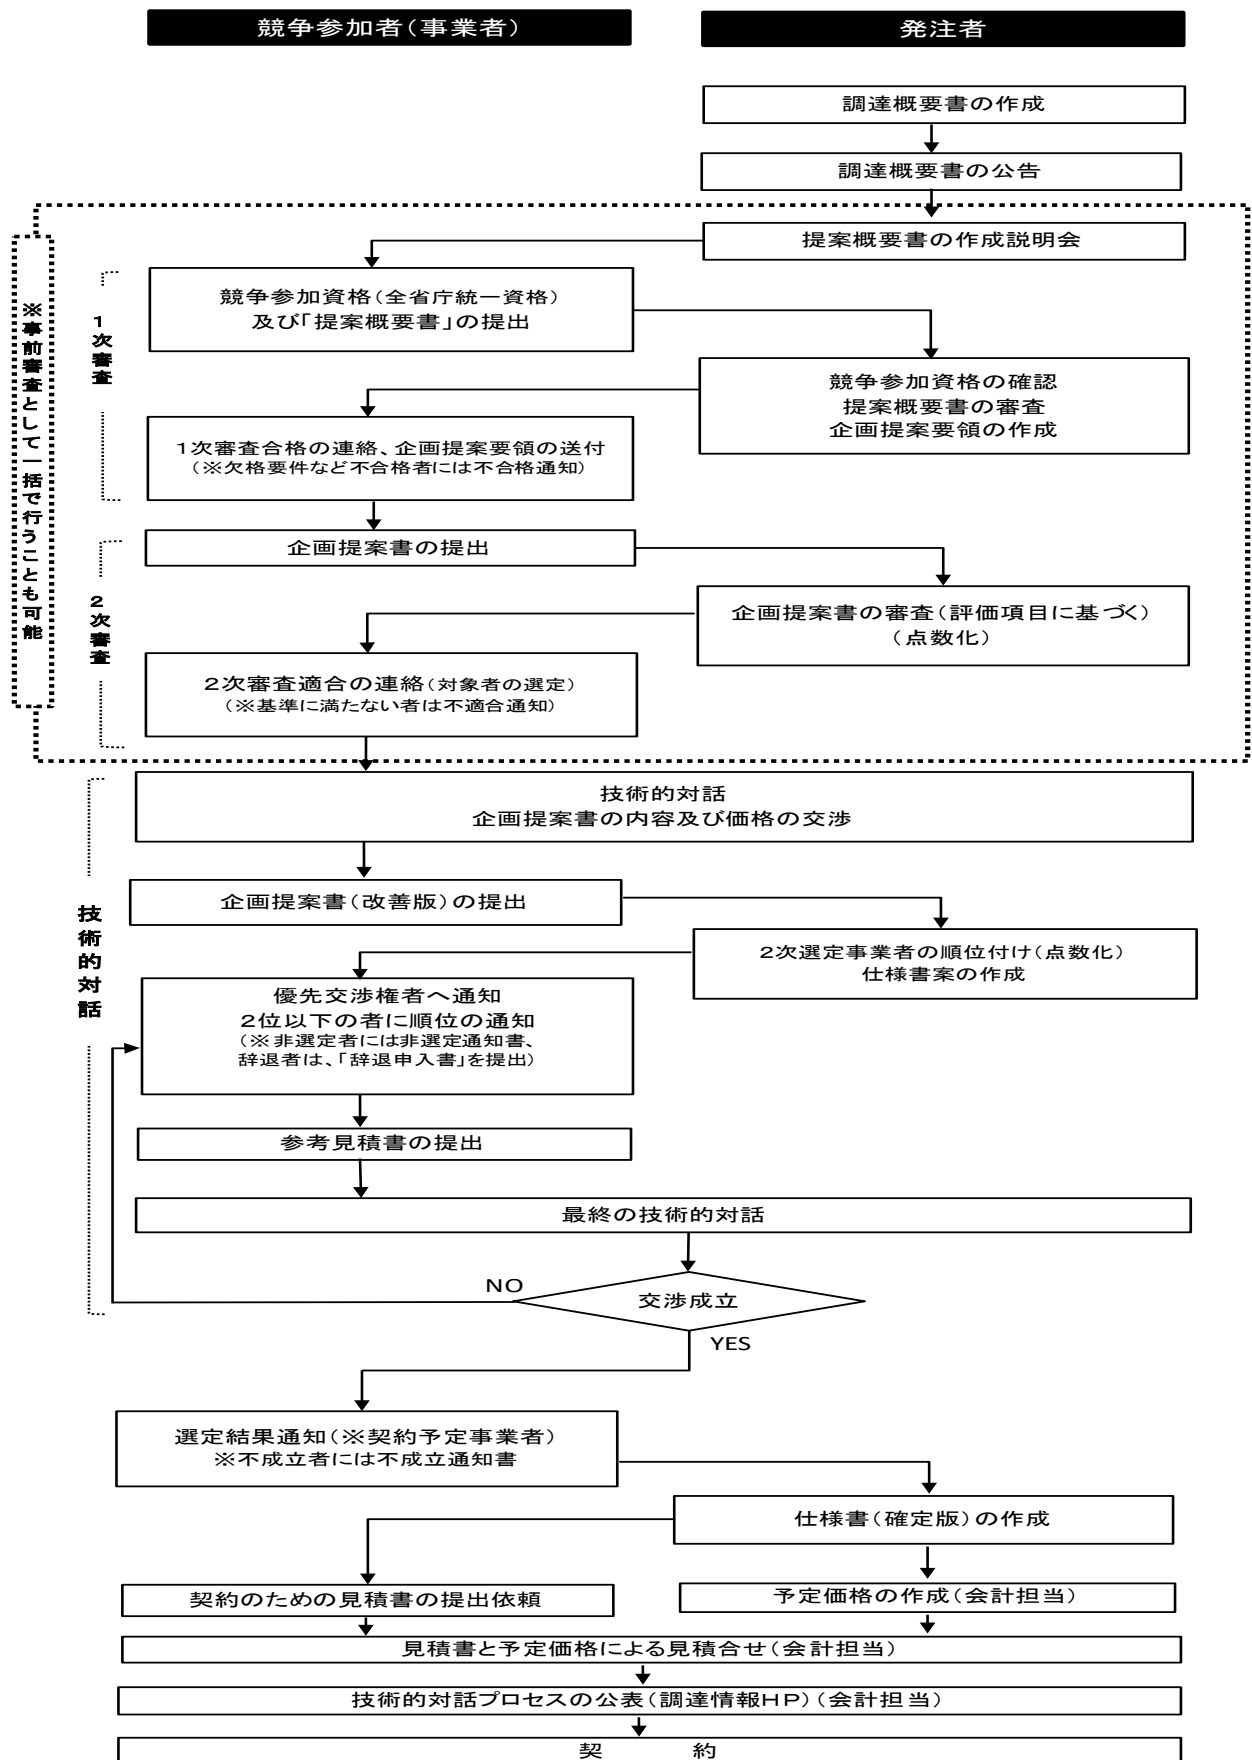 競争参加者(事業者)
発注者
調達概要書の作成
調達概要書の公告
提案概要書の作成説明会
※事前審査として一括で行うことも可能
1次審査
競争参加資格(全省庁統一資格)
及び「提案概要書」の提出
競争参加資格の確認
提案概要書の審査
企画提案要領の作成
1次審査合格の連絡、企画提案要領の送付
(※欠格要件など不合格者には不合格通知)
2次審査
企画提案書の提出
企画提案書の審査(評価項目に基づく)
(点数化)
2次審査適合の連絡(対象者の選定)
(※基準に満たない者は不適合通知)
技術的対話
技術的対話
企画提案書の内容及び価格の交渉
企画提案書(改善版)の提出
2次選定事業者の順位付け(点数化)
仕様書案の作成
優先交渉権者へ通知
2位以下の者に順位の通知
(※非選定者には非選定通知書、
辞退者は、「辞退申入書」を提出)
参考見積書の提出
最終の技術的対話
NO
交渉成立
YES
選定結果通知(※契約予定事業者)
※不成立者には不成立通知書
仕様書(確定版)の作成
契約のための見積書の提出依頼
予定価格の作成(会計担当)
見積書と予定価格による見積合せ(会計担当)
技術的対話プロセスの公表(調達情報HP)(会計担当)
契 約